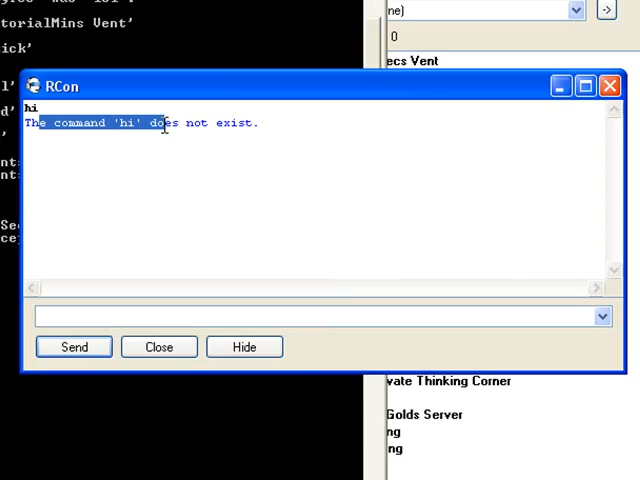 torialMins Vent'
ick'
ne)
->
0
ecs Vent
RCon
hi
The command 'hi' does not exist.
Send
Close
Hide
vate Thinking Corner
Golds Server
ng
ng